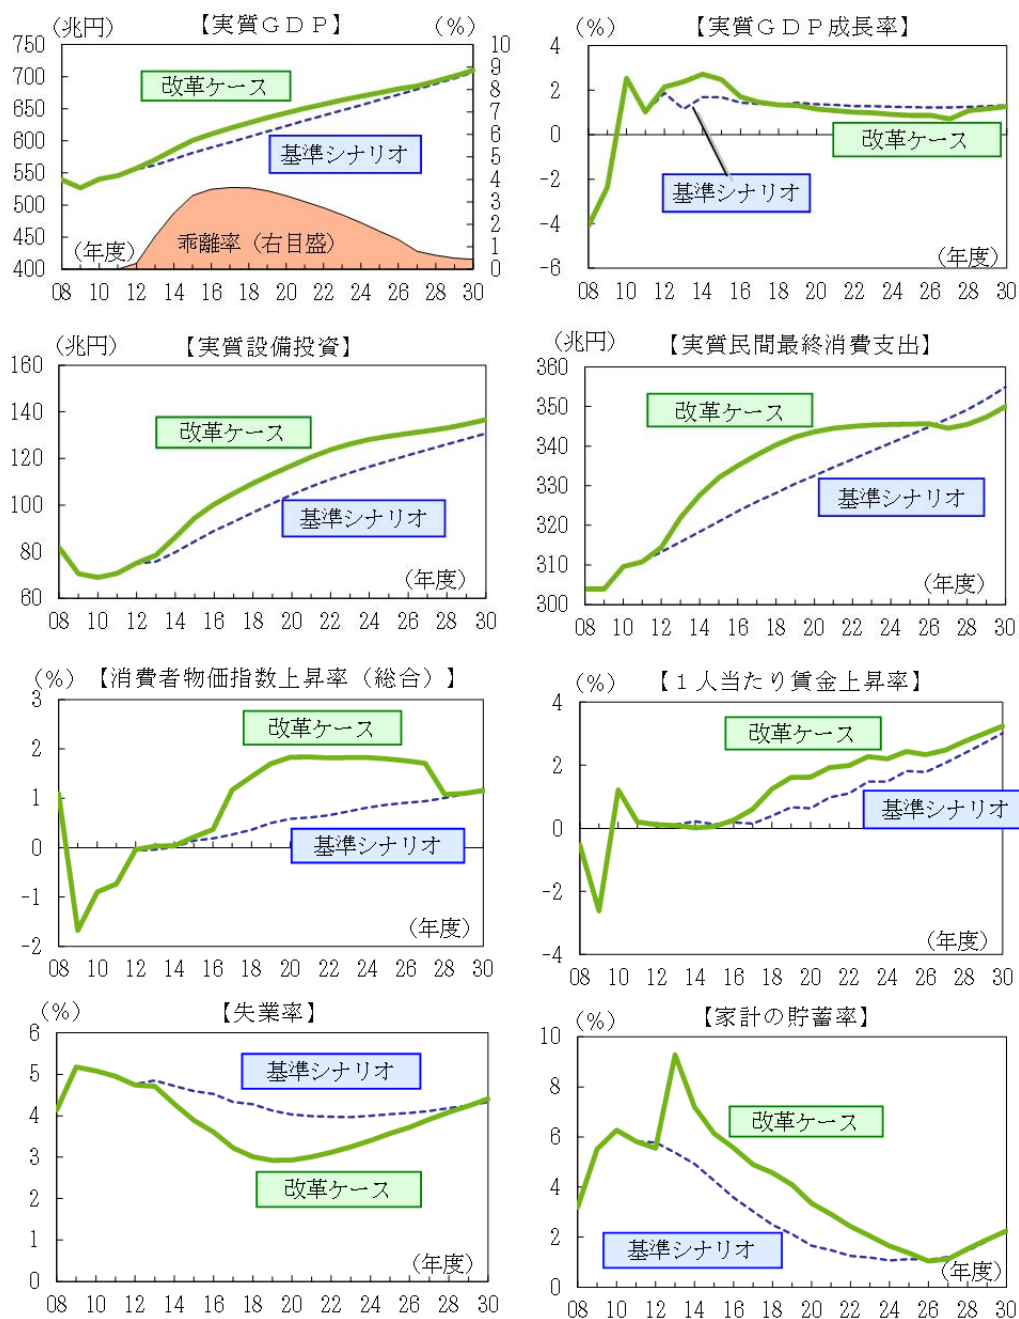 (兆円) 【実質ＧＤＰ】 (%)
750
700
650
600
550
500
450
400
10
9
8
7
6
5
4
3
2
1
0
改革ケース
基準シナリオ
乖離率（右目盛）
(年度)
08 10 12 14 16 18 20 22 24 26 28 30
(%) 【実質ＧＤＰ成長率】
4
2
0
-2
-4
-6
改革ケース
基準シナリオ
(年度)
08 10 12 14 16 18 20 22 24 26 28 30
(兆円) 【実質設備投資】
160
140
120
100
80
60
改革ケース
基準シナリオ
(年度)
08 10 12 14 16 18 20 22 24 26 28 30
(兆円) 【実質民間最終消費支出】
360
350
340
330
320
310
300
改革ケース
基準シナリオ
(年度)
08 10 12 14 16 18 20 22 24 26 28 30
(%) 【消費者物価指数上昇率（総合）】
3
2
1
0
-1
-2
改革ケース
基準シナリオ
(年度)
08 10 12 14 16 18 20 22 24 26 28 30
(%) 【１人当たり賃金上昇率】
4
2
0
-2
-4
改革ケース
基準シナリオ
(年度)
08 10 12 14 16 18 20 22 24 26 28 30
(%) 【失業率】
6
5
4
3
2
1
0
基準シナリオ
改革ケース
(年度)
08 10 12 14 16 18 20 22 24 26 28 30
(%) 【家計の貯蓄率】
10
8
6
4
2
0
改革ケース
基準シナリオ
(年度)
08 10 12 14 16 18 20 22 24 26 28 30